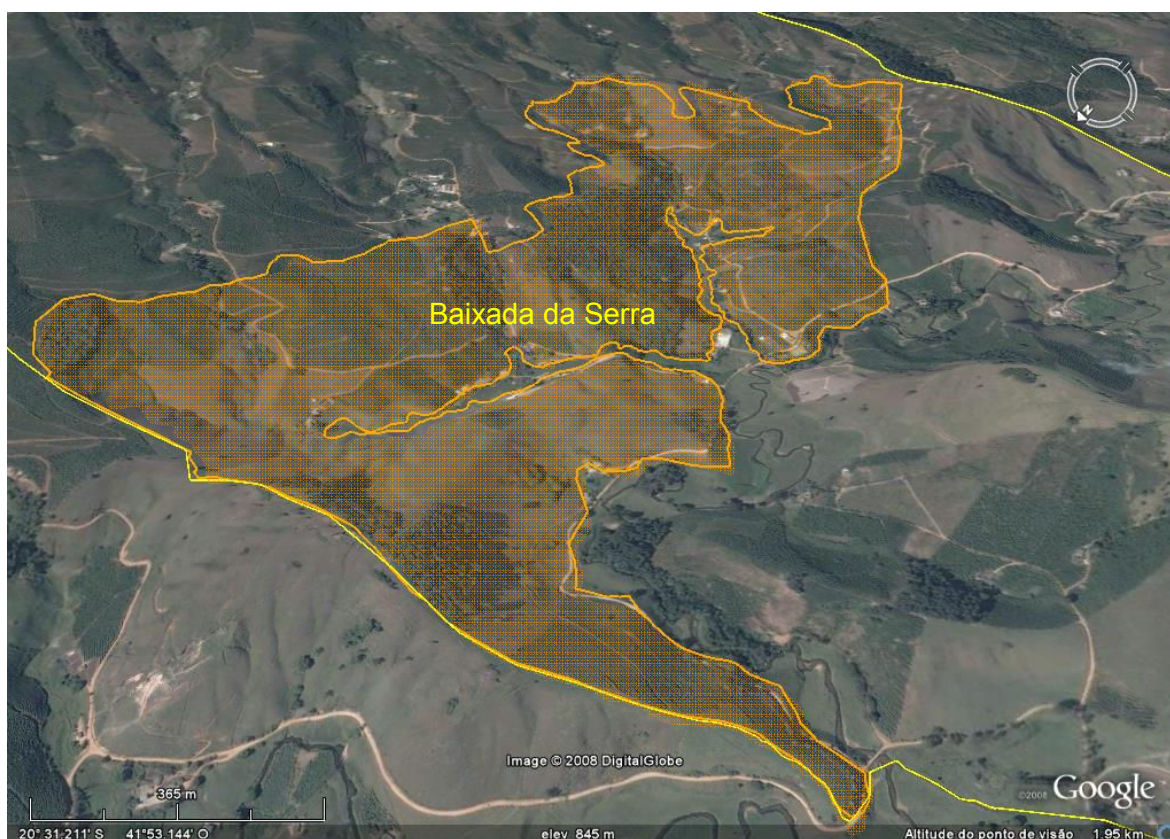 N
Baixada da Serra
Image © 2008 DigitalGlobe
©2008 Google
365 m
20° 31.211' S 41°53.144' O elev 845 m Altitude do ponto de visão 1.95 km